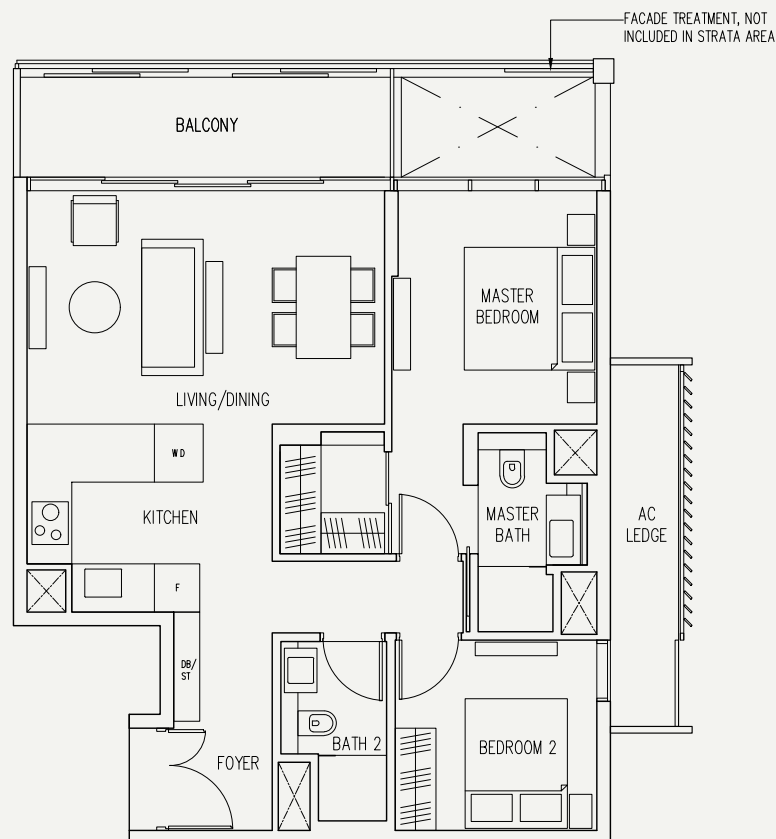 FACADE TREATMENT, NOT
INCLUDED IN STRATA AREA
BALCONY
MASTER
BEDROOM
LIVING/DINING
WD
KITCHEN
MASTER
BATH
AC
LEDGE
F
DB/
ST
FOYER
BATH 2
BEDROOM 2